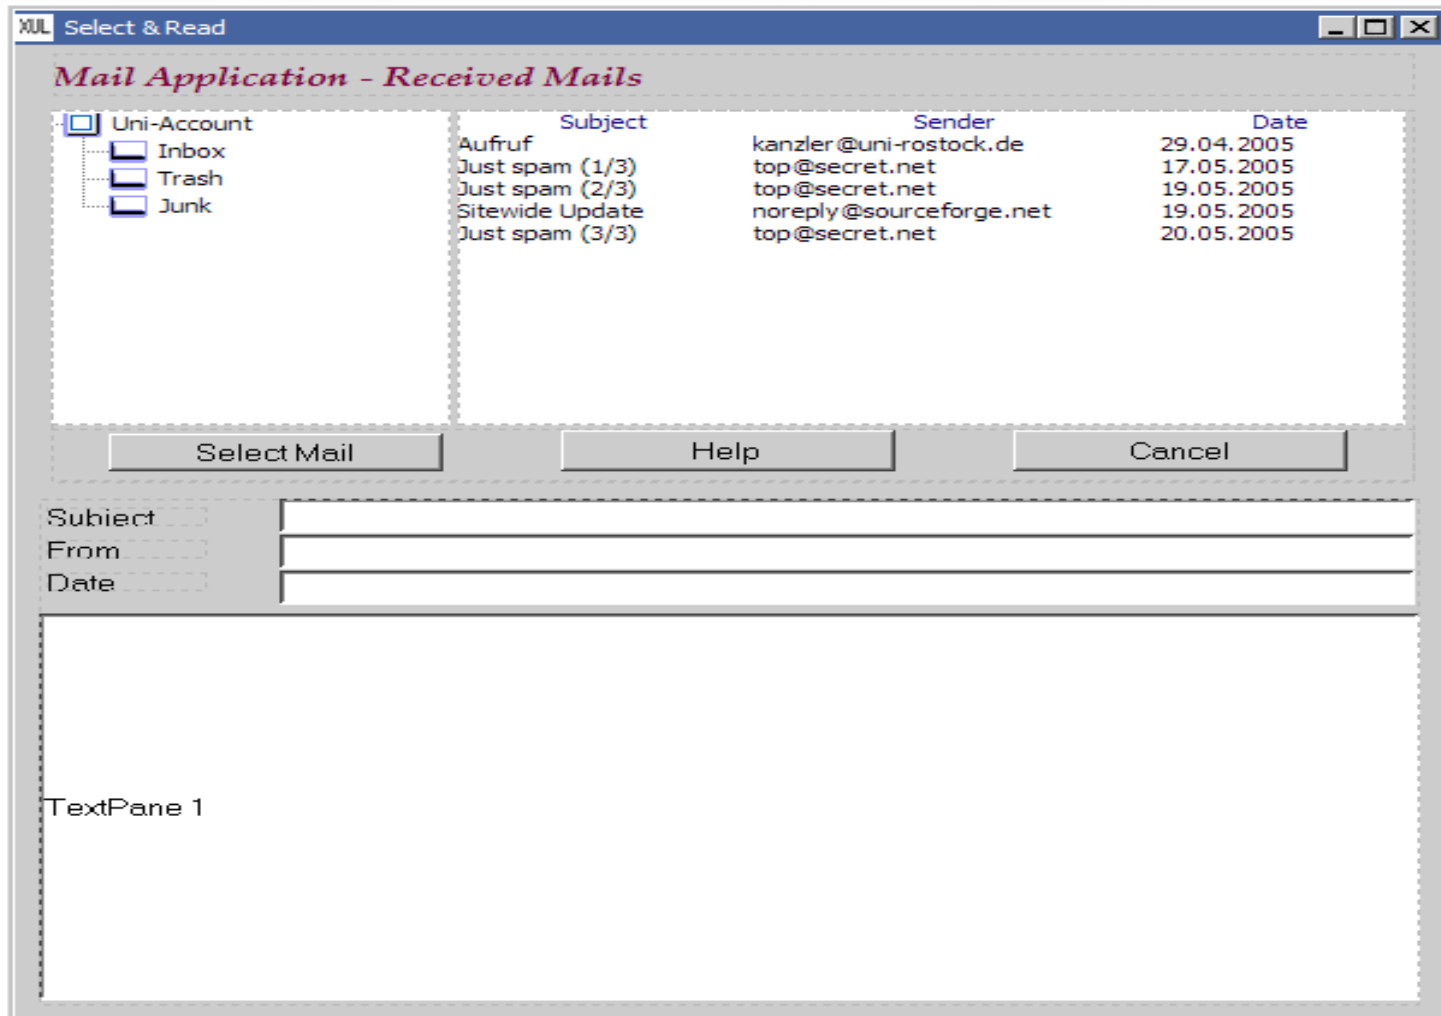 XUL Select & Read
Mail Application - Received Mails
Uni-Account
Inbox
Trash
Junk
Subject Sender Date
Aufruf kanzler@uni-rostock.de 29.04.2005
Just spam (1/3) top@secret.net 17.05.2005
Just spam (2/3) top@secret.net 19.05.2005
Sitewide Update noreply@sourceforge.net 19.05.2005
Just spam (3/3) top@secret.net 20.05.2005
Select Mail Help Cancel
Subject
From
Date
TextPane 1